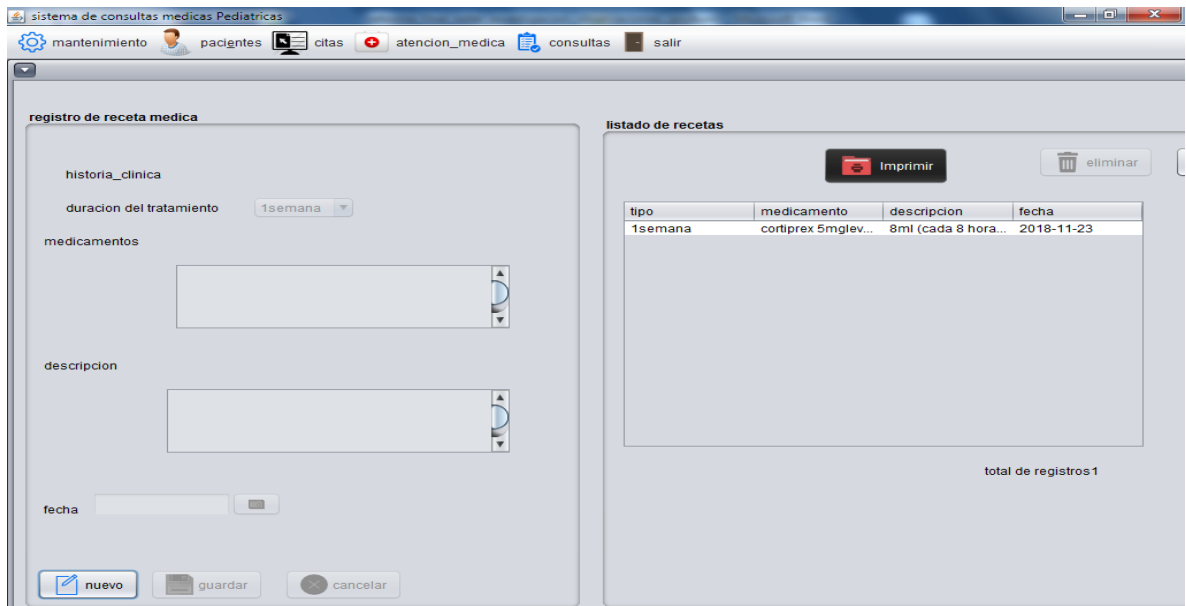 sistema de consultas medicas Pediatricas
mantenimiento pacientes citas atencion_medica consultas salir
registro de receta medica
historia_clinica
duracion del tratamiento 1semana
medicamentos
descripcion
fecha
nuevo guardar cancelar
listado de recetas
Imprimir eliminar
tipo medicamento descripcion fecha
1semana cortiprex 5mglev... 8ml (cada 8 hora... 2018-11-23
total de registros1